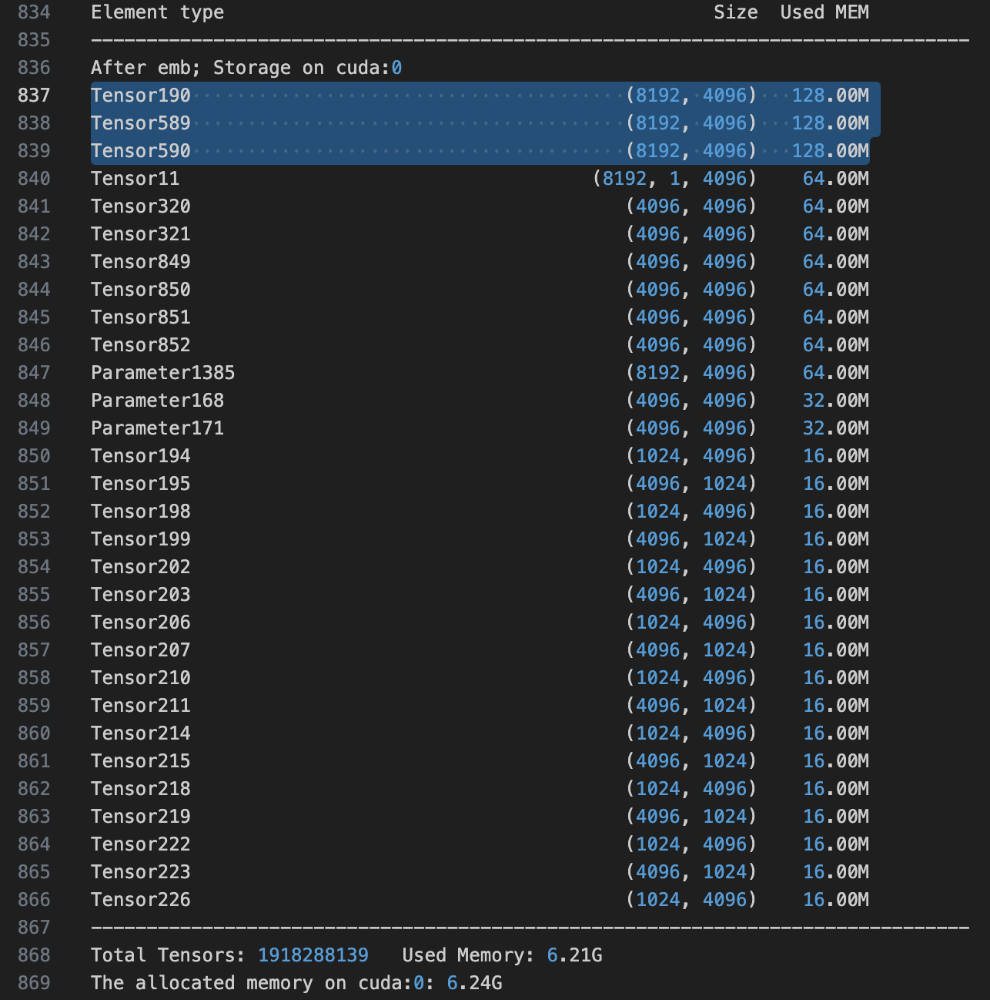 834 Element type Size Used MEM
835 -------------------------------------------------------------------------------
836 After emb; Storage on cuda:0
837 Tensor190 (8192, 4096) 128.00M
838 Tensor589 (8192, 4096) 128.00M
839 Tensor590 (8192, 4096) 128.00M
840 Tensor11 (8192, 1, 4096) 64.00M
841 Tensor320 (4096, 4096) 64.00M
842 Tensor321 (4096, 4096) 64.00M
843 Tensor849 (4096, 4096) 64.00M
844 Tensor850 (4096, 4096) 64.00M
845 Tensor851 (4096, 4096) 64.00M
846 Tensor852 (4096, 4096) 64.00M
847 Parameter1385 (8192, 4096) 64.00M
848 Parameter168 (4096, 4096) 32.00M
849 Parameter171 (4096, 4096) 32.00M
850 Tensor194 (1024, 4096) 16.00M
851 Tensor195 (4096, 1024) 16.00M
852 Tensor198 (1024, 4096) 16.00M
853 Tensor199 (4096, 1024) 16.00M
854 Tensor202 (1024, 4096) 16.00M
855 Tensor203 (4096, 1024) 16.00M
856 Tensor206 (1024, 4096) 16.00M
857 Tensor207 (4096, 1024) 16.00M
858 Tensor210 (1024, 4096) 16.00M
859 Tensor211 (4096, 1024) 16.00M
860 Tensor214 (1024, 4096) 16.00M
861 Tensor215 (4096, 1024) 16.00M
862 Tensor218 (1024, 4096) 16.00M
863 Tensor219 (4096, 1024) 16.00M
864 Tensor222 (1024, 4096) 16.00M
865 Tensor223 (4096, 1024) 16.00M
866 Tensor226 (1024, 4096) 16.00M
867 -------------------------------------------------------------------------------
868 Total Tensors: 1918288139 Used Memory: 6.21G
869 The allocated memory on cuda:0: 6.24G